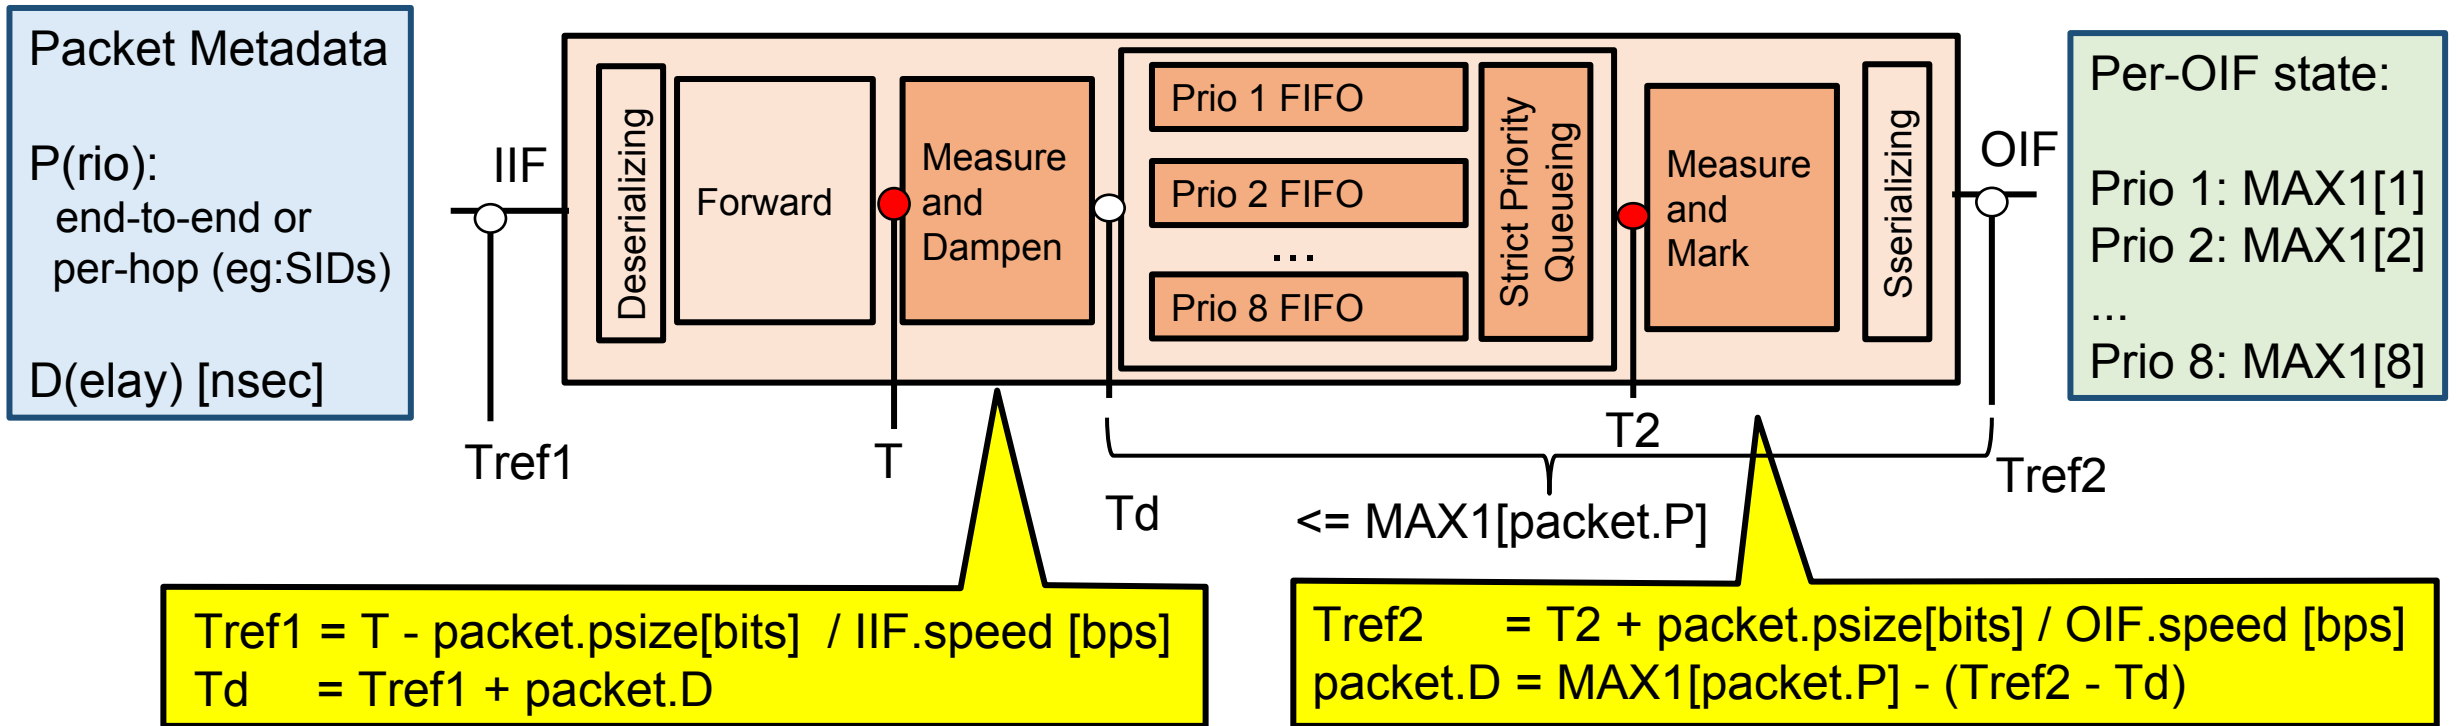 Packet Metadata
P(rio):
end-to-end or
per-hop (eg:SIDs)
D(elay) [nsec]
IIF
Tref1
Deserializing
Forward
T
Measure
and
Dampen
Td
Prio 1 FIFO
Prio 2 FIFO
...
Prio 8 FIFO
Strict Priority
Queueing
T2
Measure
and
Mark
Sserializing
OIF
Tref2
<= MAX1[packet.P]
Per-OIF state:
Prio 1: MAX1[1]
Prio 2: MAX1[2]
...
Prio 8: MAX1[8]
Tref1 = T - packet.psize[bits] / IIF.speed [bps]
Td = Tref1 + packet.D
Tref2 = T2 + packet.psize[bits] / OIF.speed [bps]
packet.D = MAX1[packet.P] - (Tref2 - Td)